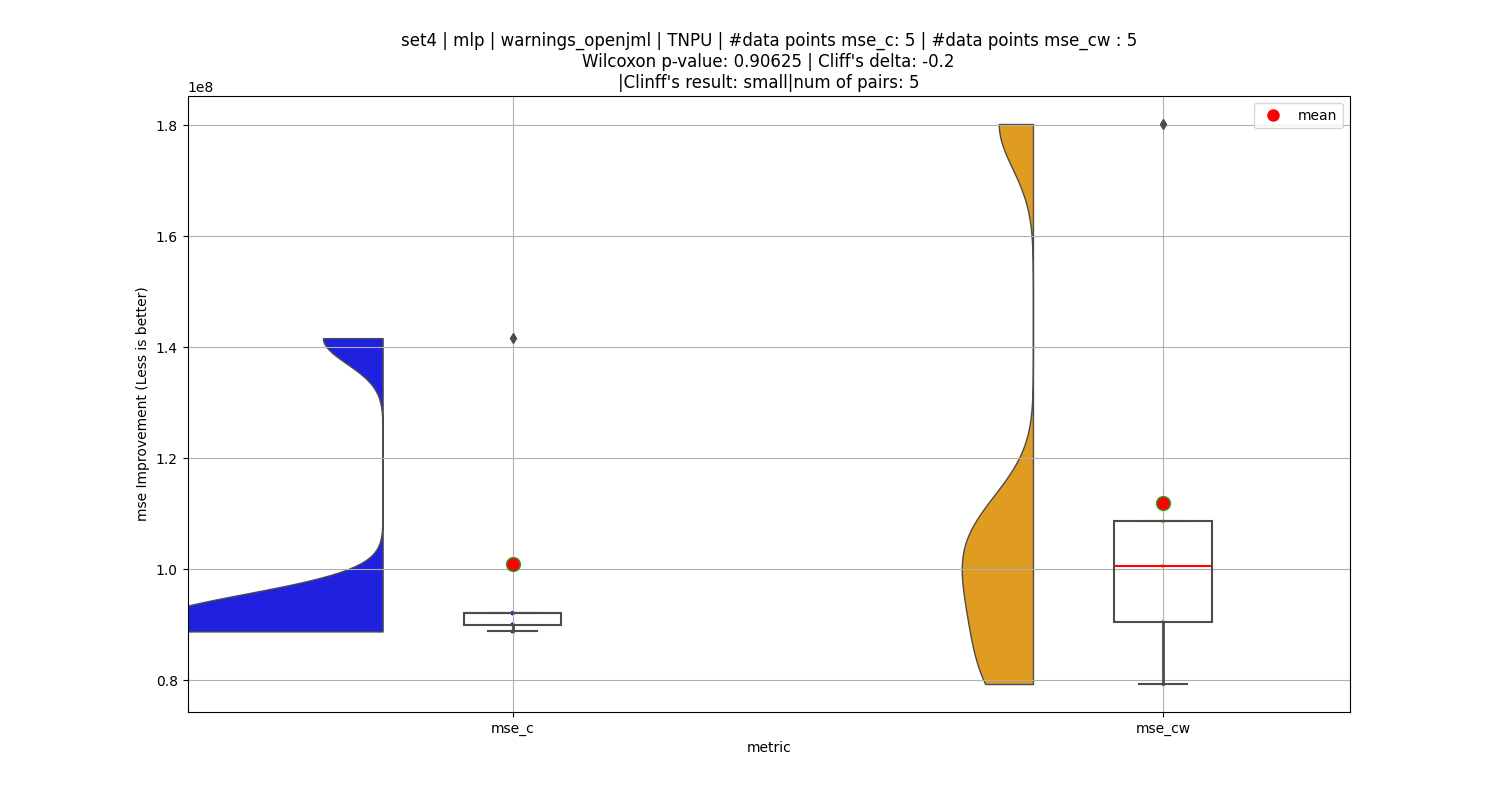 set4 | mlp | warnings_openjml | TNPU | #data points mse_c: 5 | #data points mse_cw : 5
Wilcoxon p-value: 0.90625 | Cliff's delta: -0.2
|Clinff's result: small|num of pairs: 5
1e8
mean
1.8
1.6
1.4
1.2
1.0
0.8
mse Improvement (Less is better)
mse_c
mse_cw
metric